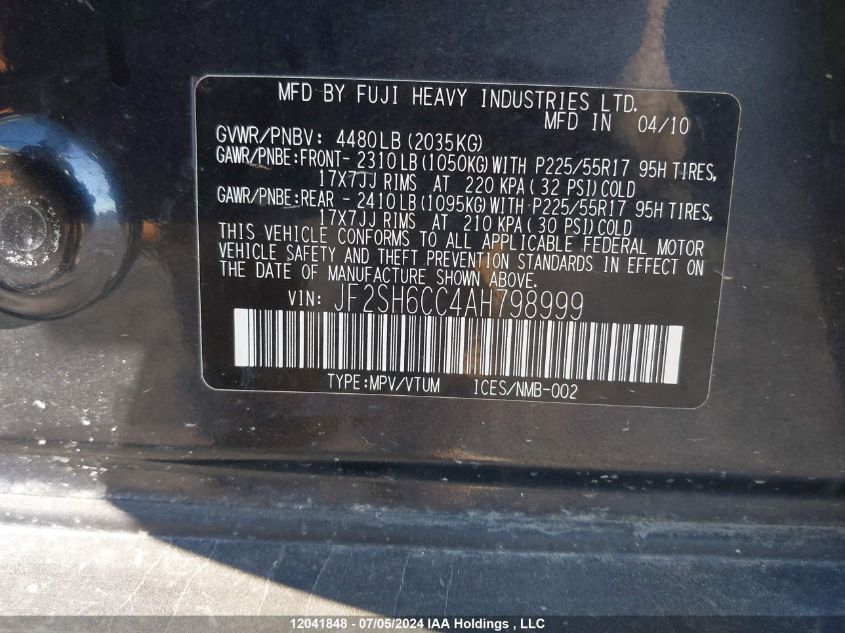 MFD BY FUJI HEAVY INDUSTRIES LTD.
MFD IN 04/10
GVWR/PNBV: 4480LB(2035KG)
GAWR/PNBE:FRONT- 2310LB(1050KG)WITH P225/55R17 95H TIRES,
17X7JJ RIMS AT 220 KPA( 32 PSI)COLD
GAWR/PNBE:REAR - 2410LB(1095KG)WITH P225/55R17 95H TIRES,
17X7JJ RIMS AT 210 KPA( 30 PSI)COLD
THIS VEHICLE CONFORMS TO ALL APPLICABLE FEDERAL MOTOR
VEHICLE SAFETY AND THEFT PREVENTION STANDARDS IN EFFECT ON
THE DATE OF MANUFACTURE SHOWN ABOVE.
VIN: JF2SH6CC4AH798999
TYPE:MPV/VTUM ICES/NMB-002
12041848 - 07/05/2024 IAA Holdings , LLC